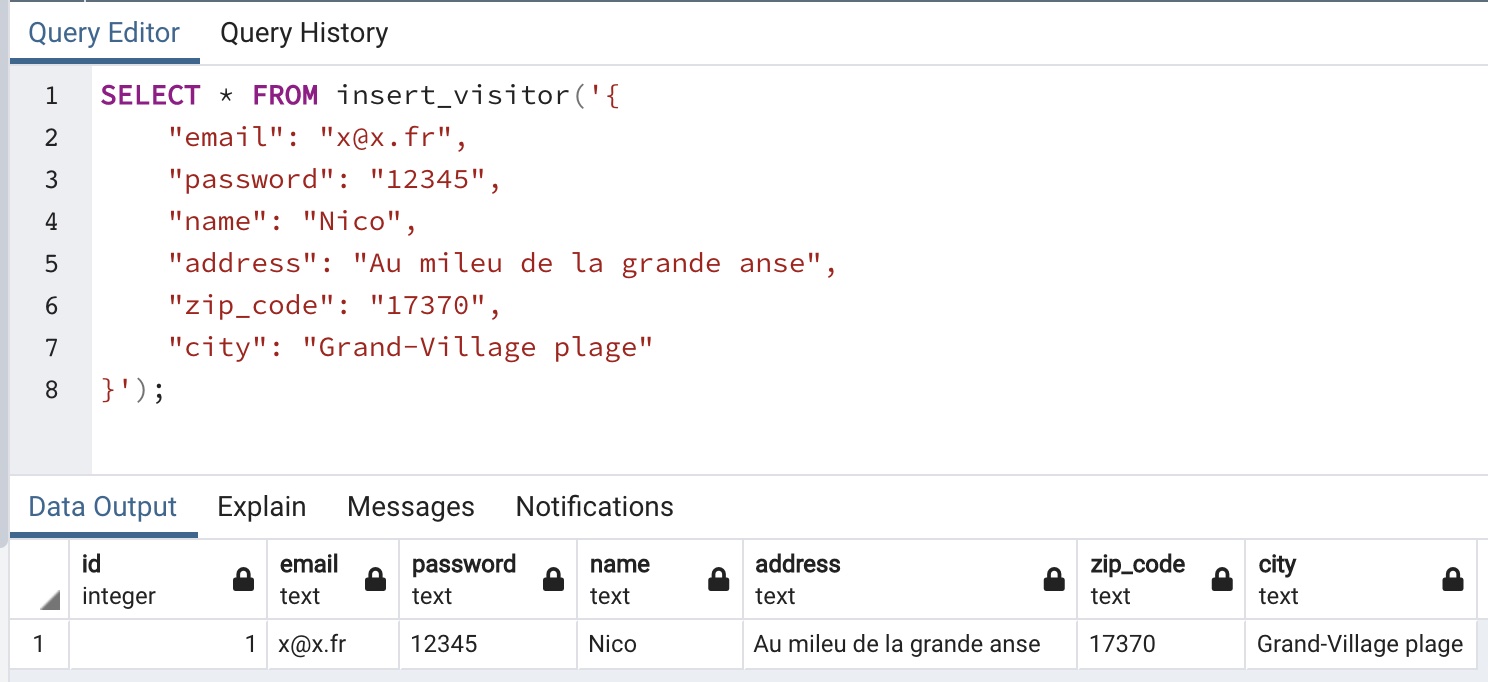 Query Editor Query History
1 SELECT * FROM insert_visitor('{
2 "email": "x@x.fr",
3 "password": "12345",
4 "name": "Nico",
5 "address": "Au mileu de la grande anse",
6 "zip_code": "17370",
7 "city": "Grand-Village plage"
8 }');
Data Output Explain Messages Notifications
id email password name address zip_code city
integer text text text text text text
1 1 x@x.fr 12345 Nico Au mileu de la grande anse 17370 Grand-Village plage